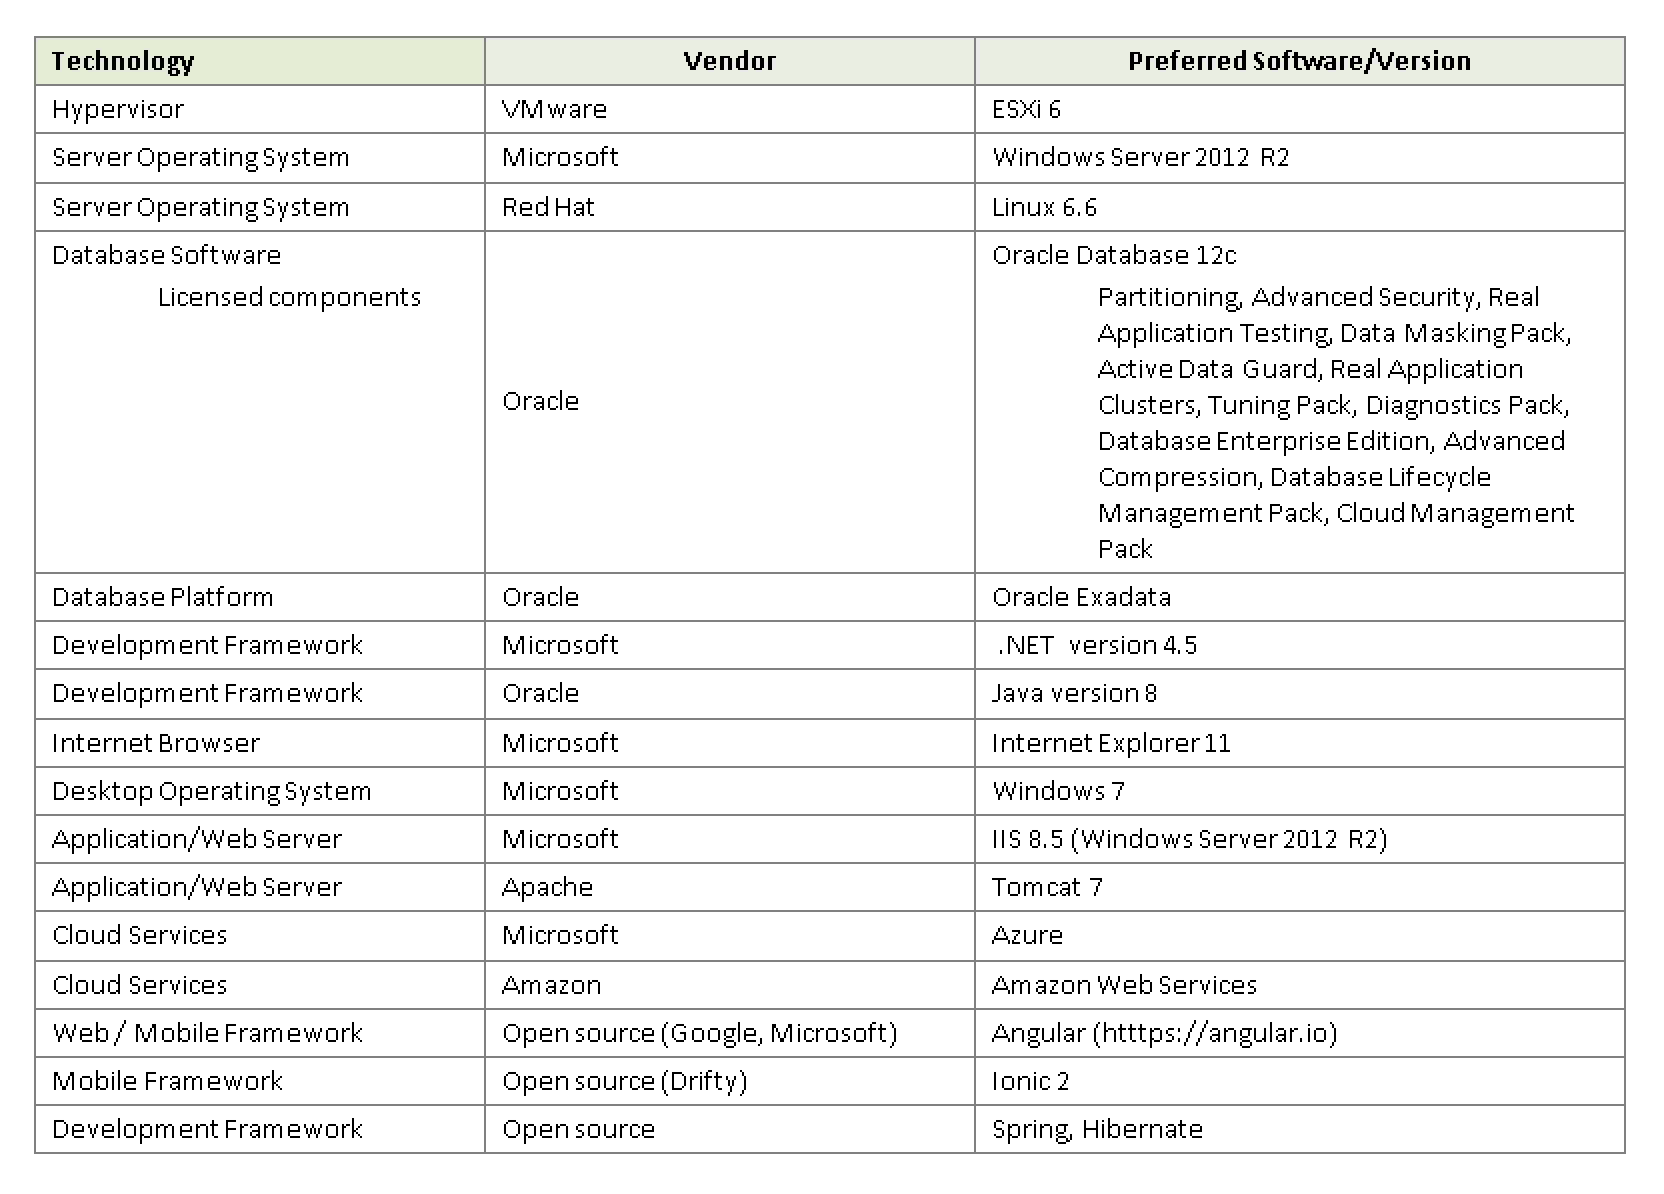 Technology Vendor Preferred Software/Version
Hypervisor VMware ESXi 6
Server Operating System Microsoft Windows Server 2012 R2
Server Operating System Red Hat Linux 6.6
Database Software Oracle Database 12c
Licensed components Partitioning, Advanced Security, Real
Application Testing, Data Masking Pack,
Active Data Guard, Real Application
Oracle Clusters, Tuning Pack, Diagnostics Pack,
Database Enterprise Edition, Advanced
Compression, Database Lifecycle
Management Pack, Cloud Management
Pack
Database Platform Oracle Oracle Exadata
Development Framework Microsoft .NET version 4.5
Development Framework Oracle Java version 8
Internet Browser Microsoft Internet Explorer 11
Desktop Operating System Microsoft Windows 7
Application/Web Server Microsoft IIS 8.5 (Windows Server 2012 R2)
Application/Web Server Apache Tomcat 7
Cloud Services Microsoft Azure
Cloud Services Amazon Amazon Web Services
Web / Mobile Framework Open source (Google, Microsoft) Angular (htttps://angular.io)
Mobile Framework Open source (Drifty) Ionic 2
Development Framework Open source Spring, Hibernate